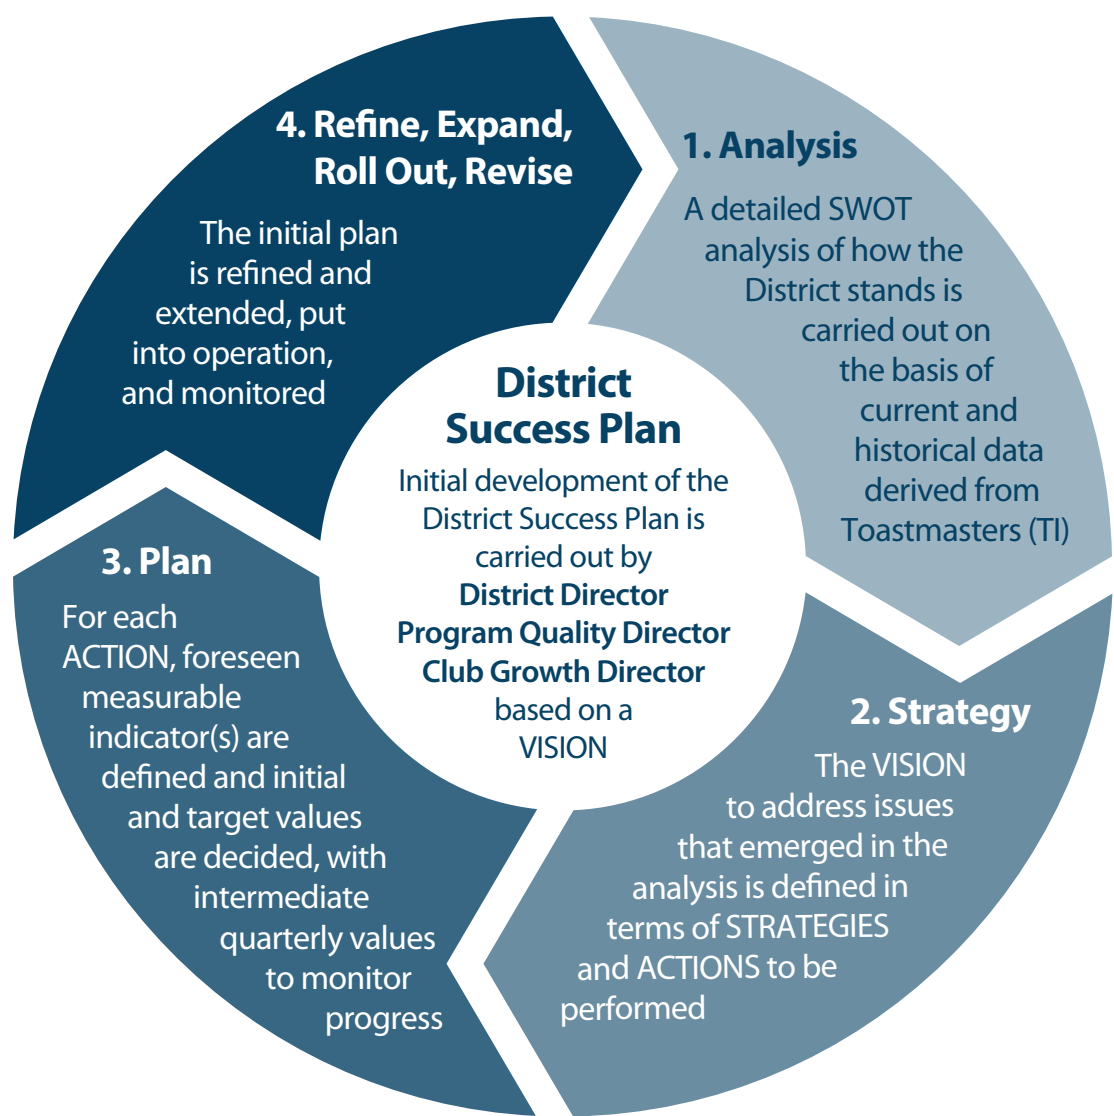 District
Success Plan
Initial development of the
District Success Plan is
carried out by
District Director
Program Quality Director
Club Growth Director
based on a
VISION
1. Analysis
A detailed SWOT
analysis of how the
District stands is
carried out on
the basis of
current and
historical data
derived from
Toastmasters (TI)
2. Strategy
The VISION
to address issues
that emerged in the
analysis is defined in
terms of STRATEGIES
and ACTIONS to be
performed
3. Plan
For each
ACTION, foreseen
measurable
indicator(s) are
defined and initial
and target values
are decided, with
intermediate
quarterly values
to monitor
progress
4. Refine, Expand,
Roll Out, Revise
The initial plan
is refined and
extended, put
into operation,
and monitored